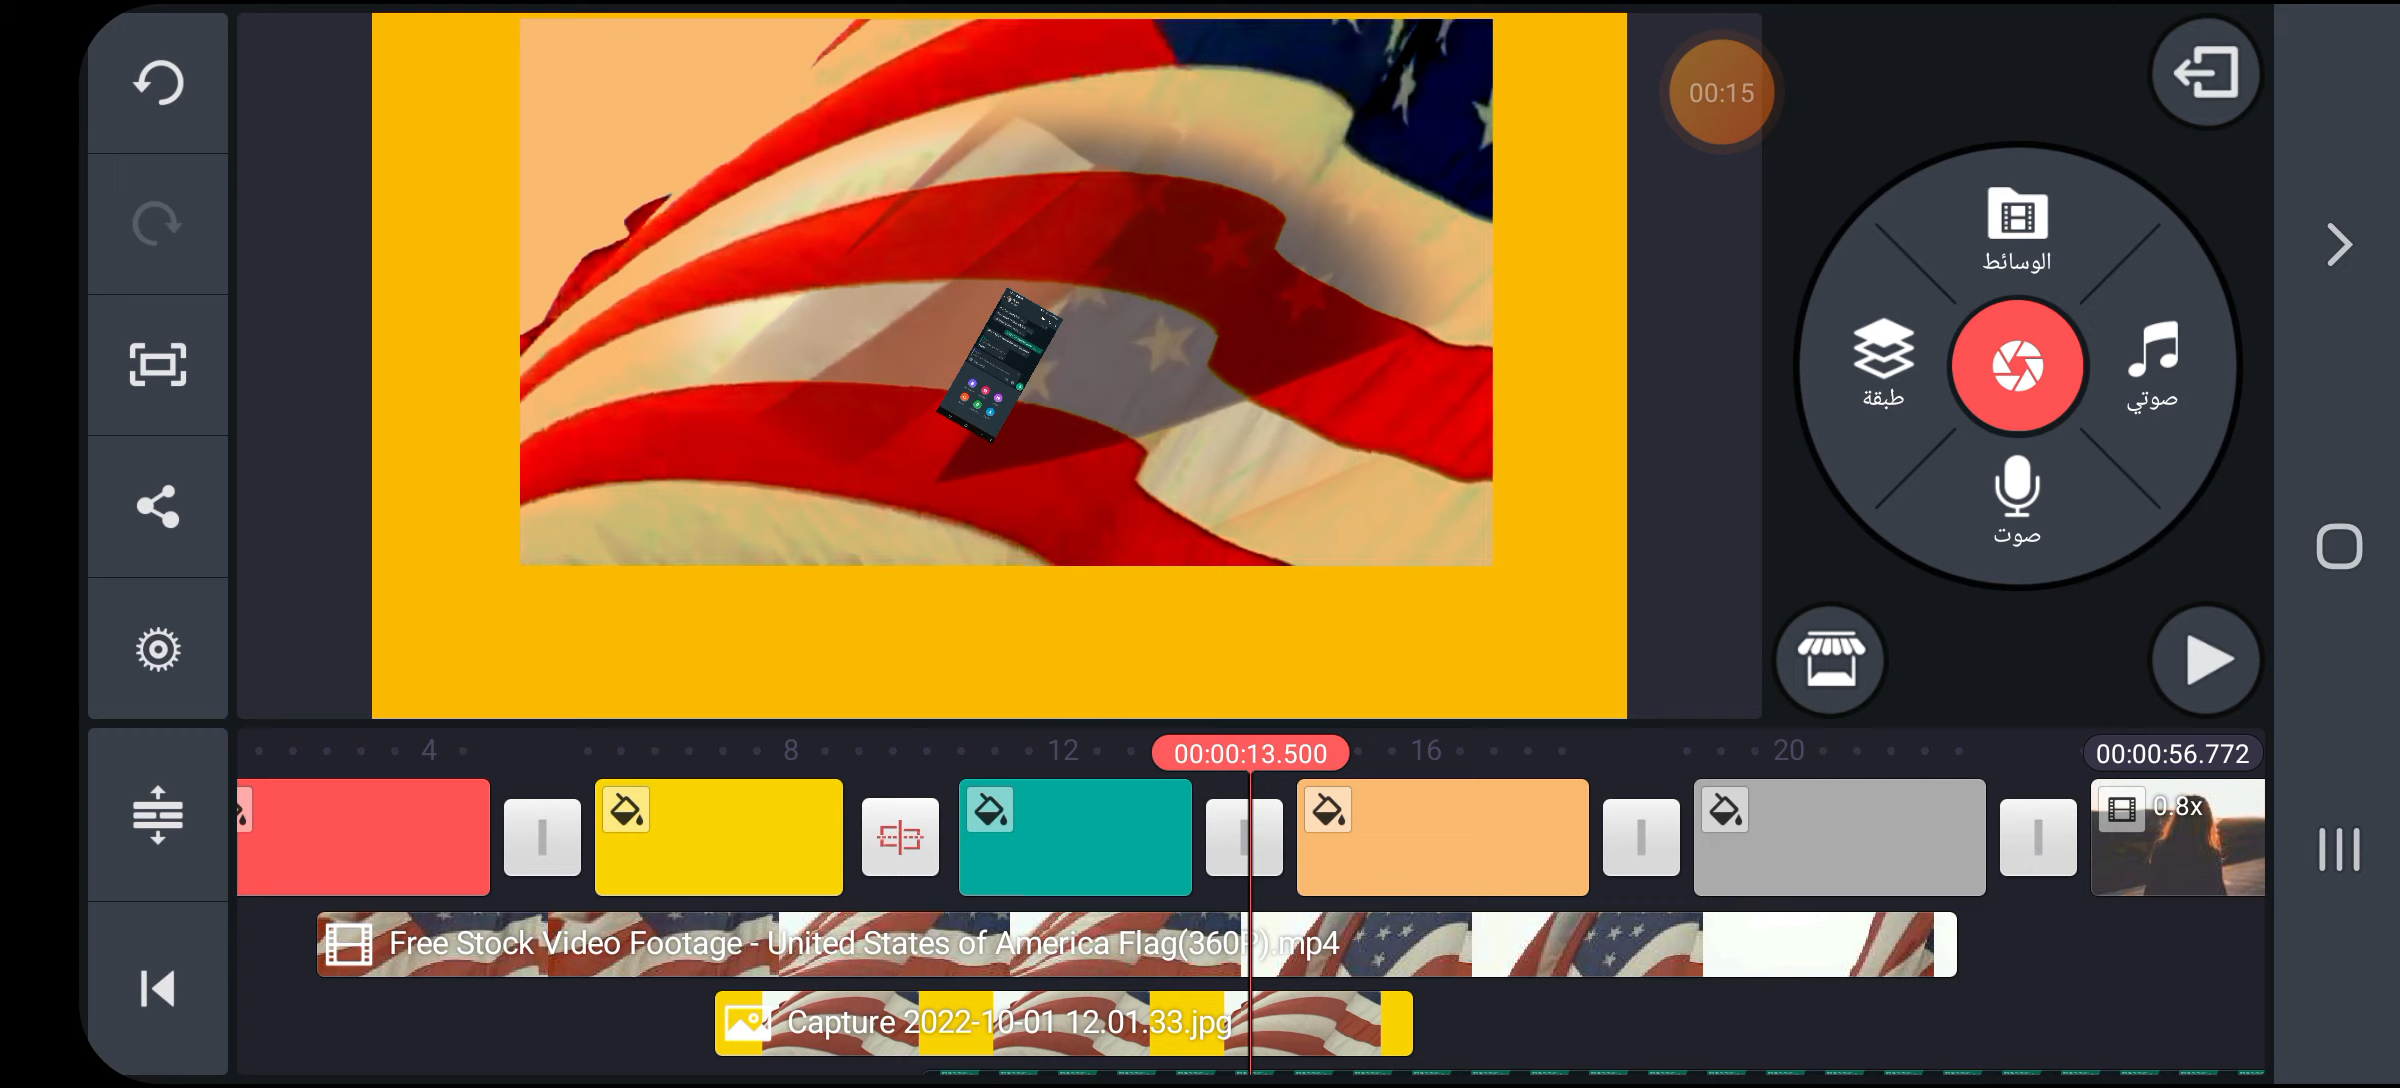 00:15
الوسائط
طبقة
صوتي
صوت
4
8
12
00:00:13.500
16
20
00:00:56.772
0.8x
Free Stock Video Footage - United States of America Flag(360P).mp4
Capture 2022-10-01 12.01.33.jpg